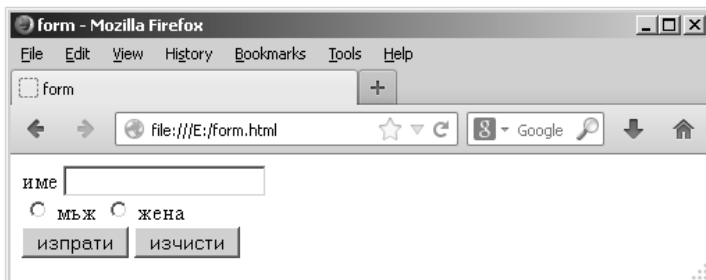 form - Mozilla Firefox
File Edit View History Bookmarks Tools Help
form
file:///E:/form.html Google
име
мъж жена
изпрати изчисти